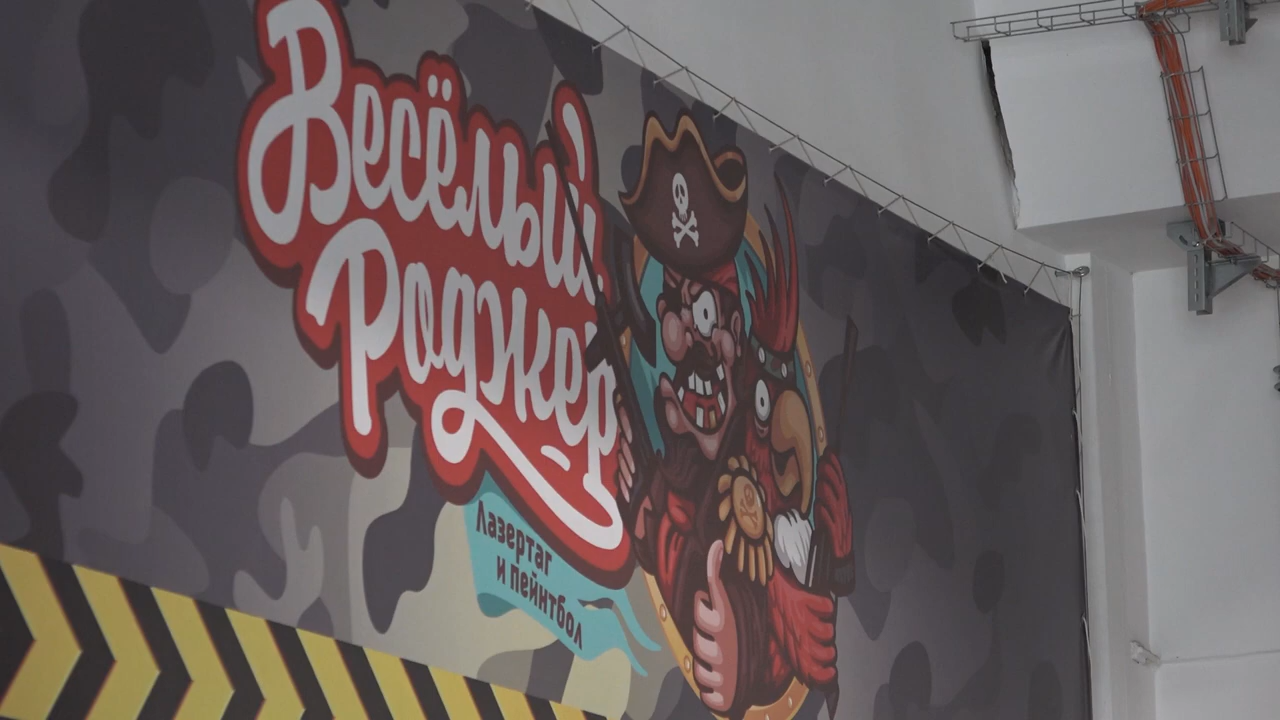 Весёлый
Роджер
Лазертаг
и пейнтбол